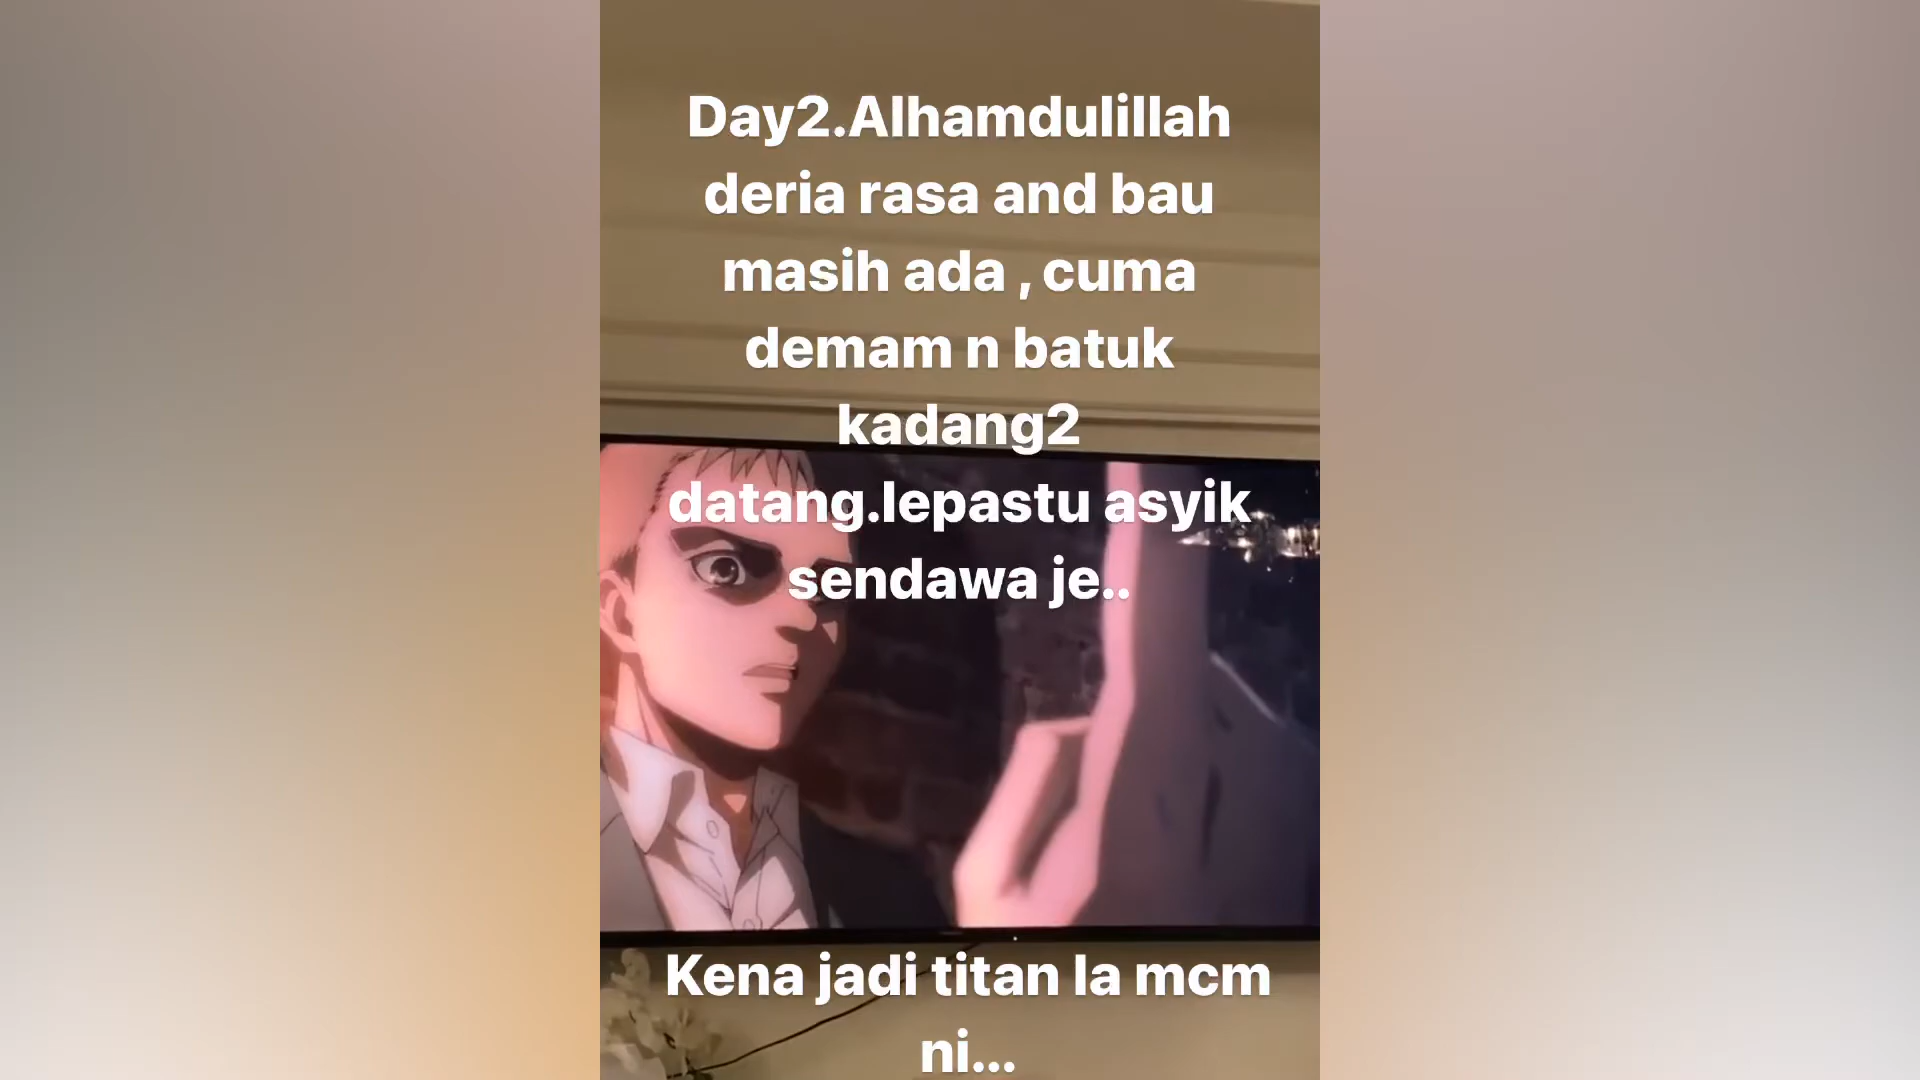 Day2.Alhamdulillah
deria rasa and bau
masih ada , cuma
demam n batuk
kadang2
datang.lepastu asyik
sendawa je..
Kena jadi titan la mcm
ni...